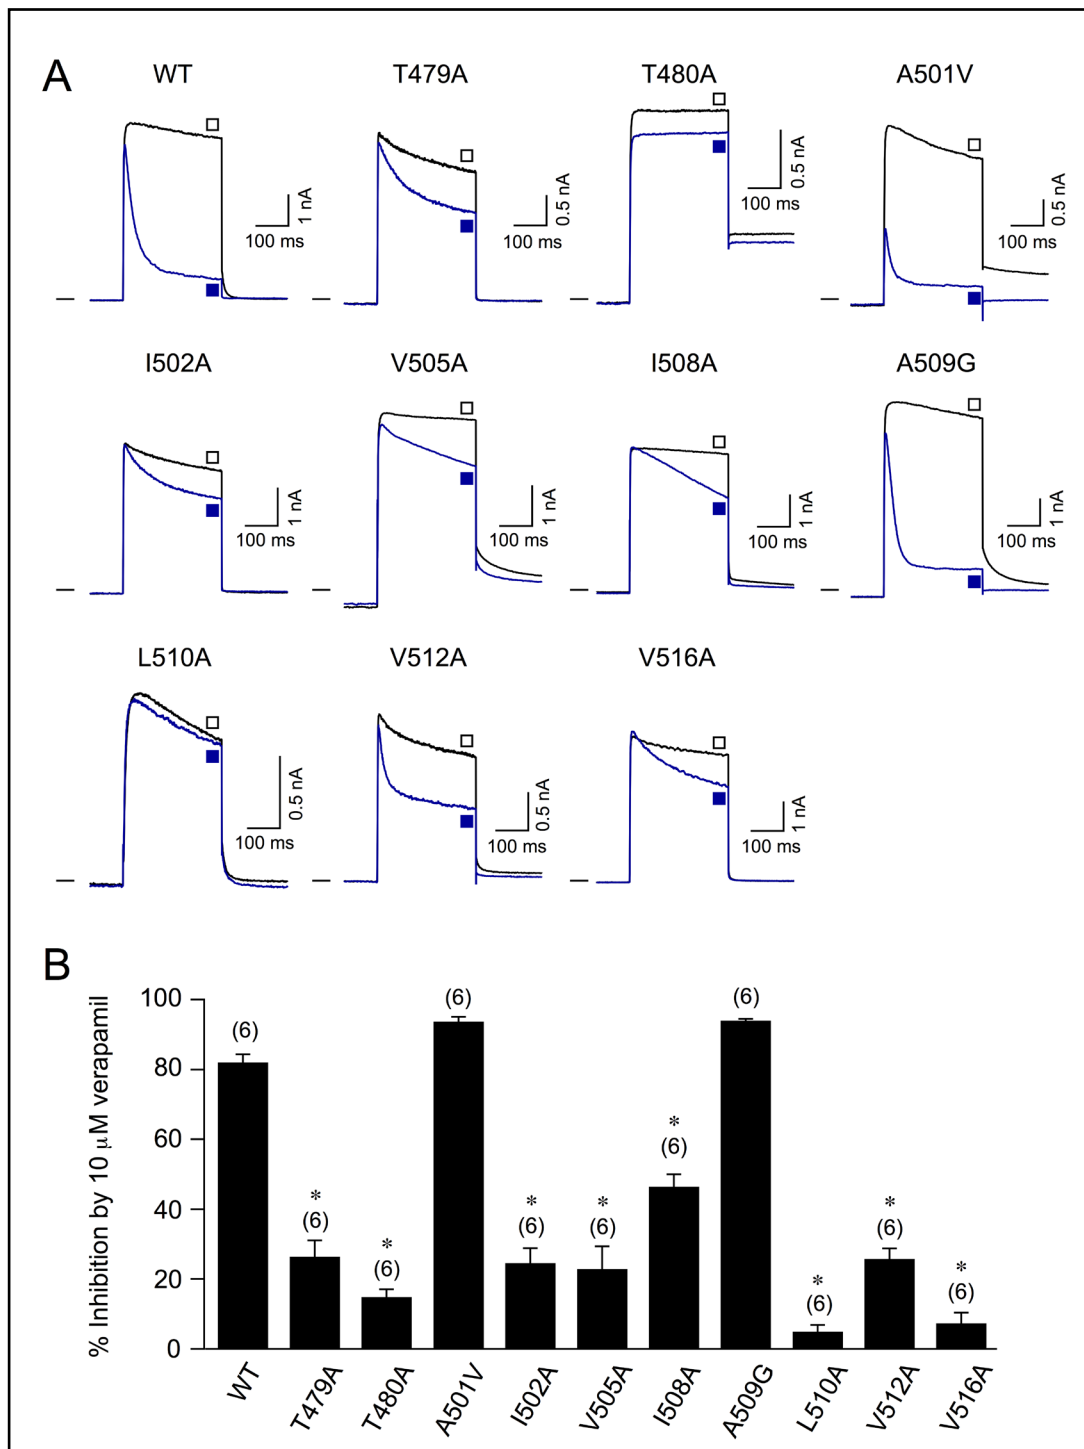 A
WT
T479A
T480A
A501V
1 nA
100 ms
0.5 nA
100 ms
0.5 nA
100 ms
0.5 nA
100 ms
I502A
V505A
I508A
A509G
1 nA
100 ms
1 nA
100 ms
1 nA
100 ms
1 nA
100 ms
L510A
V512A
V516A
0.5 nA
100 ms
0.5 nA
100 ms
1 nA
100 ms
B
% Inhibition by 10 μM verapamil
100
80
60
40
20
0
(6)
*
(6)
*
(6)
(6)
*
(6)
*
(6)
*
(6)
(6)
*
(6)
*
(6)
*
(6)
WT
T479A
T480A
A501V
I502A
V505A
I508A
A509G
L510A
V512A
V516A